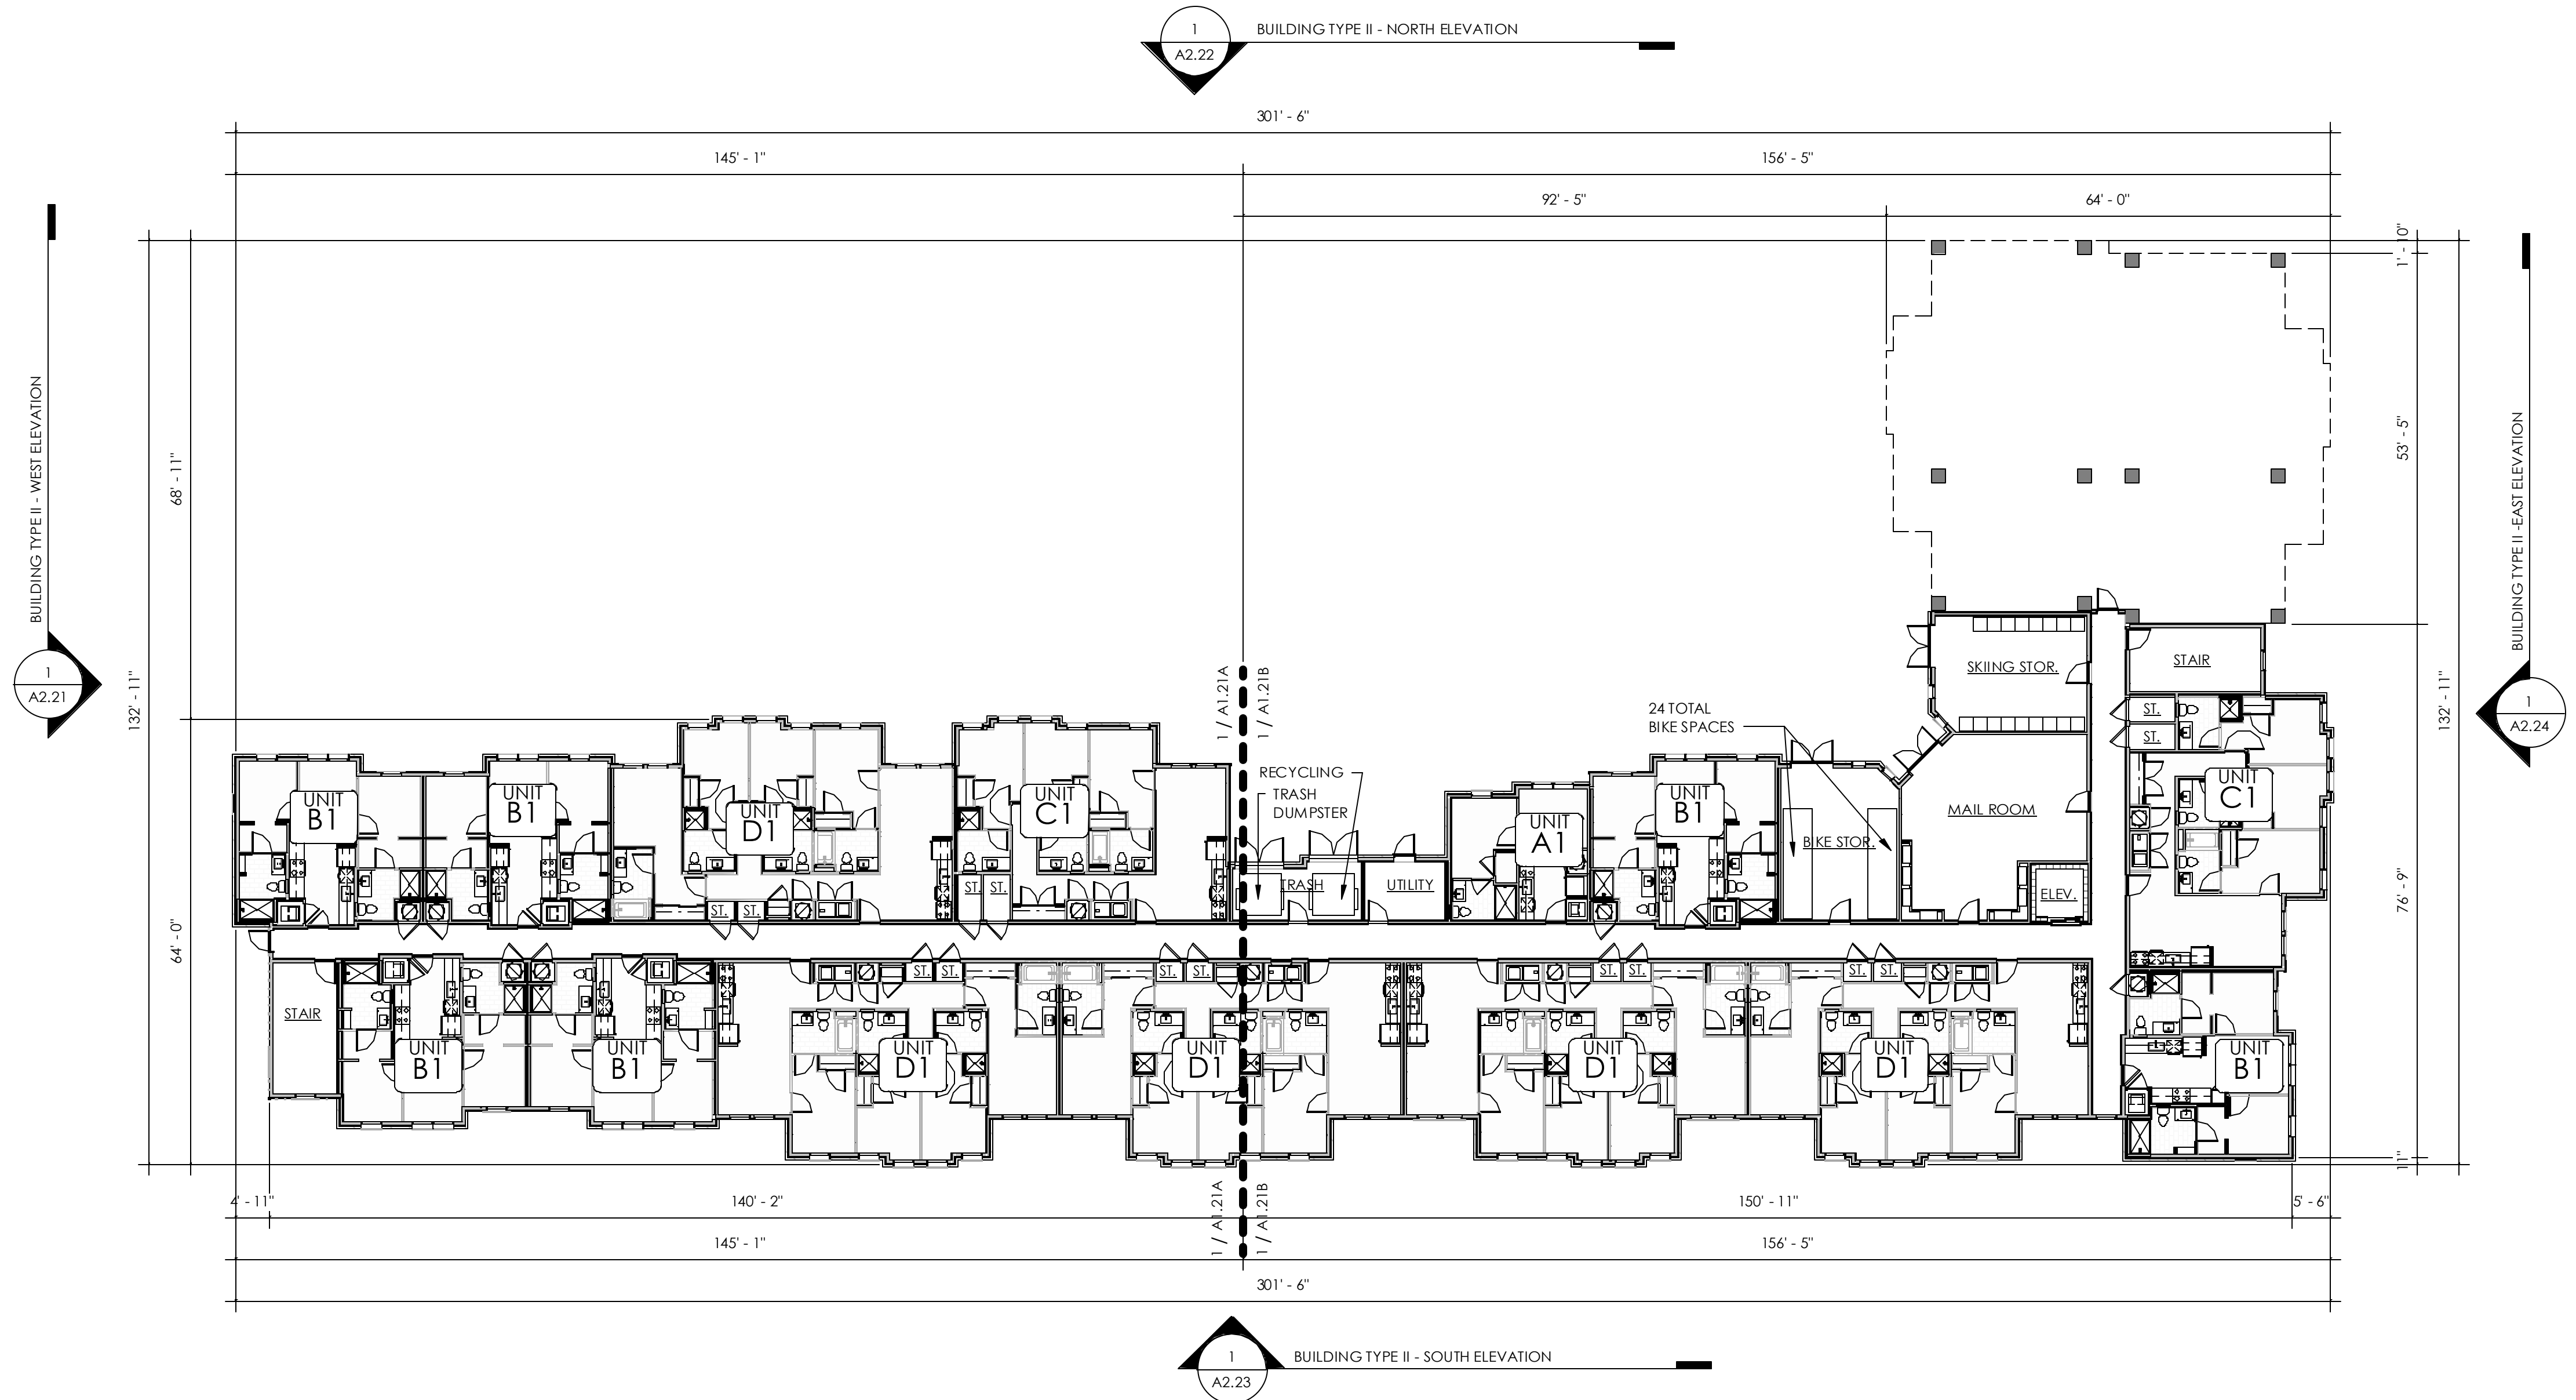 1
A2.22
BUILDING TYPE II - NORTH ELEVATION
301' - 6"
145' - 1"
156' - 5"
92' - 5"
64' - 0"
1' - 10"
BUILDING TYPE II - WEST ELEVATION
1
A2.21
132' - 11"
68' - 11"
64' - 0"
53' - 5"
76' - 9"
11"
132' - 11"
BUILDING TYPE II -EAST ELEVATION
1
A2.24
1 / A1.21A
1 / A1.21B
24 TOTAL
BIKE SPACES
RECYCLING
TRASH
DUMPSTER
SKIING STOR.
STAIR
ST.
ST.
UNIT
B1
UNIT
B1
UNIT
D1
UNIT
C1
UNIT
A1
UNIT
B1
BIKE STOR.
MAIL ROOM
UNIT
C1
ST.
ST.
ST.
ST.
TRASH
UTILITY
ELEV.
STAIR
ST.
ST.
ST.
ST.
ST.
ST.
ST.
ST.
UNIT
B1
UNIT
B1
UNIT
D1
UNIT
D1
UNIT
D1
UNIT
D1
UNIT
B1
4' - 11"
140' - 2"
1 / A1.21A
1 / A1.21B
150' - 11"
5' - 6"
145' - 1"
156' - 5"
301' - 6"
1
A2.23
BUILDING TYPE II - SOUTH ELEVATION